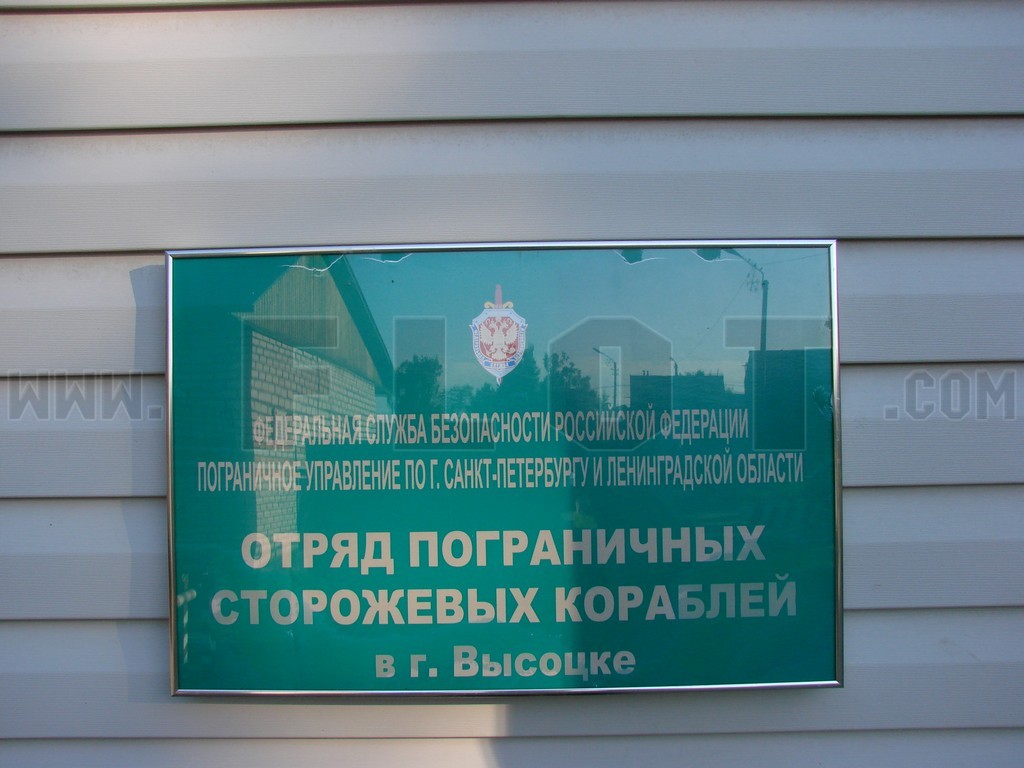 ФЕДЕРАЛЬНАЯ СЛУЖБА БЕЗОПАСНОСТИ РОССИЙСКОЙ ФЕДЕРАЦИИ
ПОГРАНИЧНОЕ УПРАВЛЕНИЕ ПО Г. САНКТ-ПЕТЕРБУРГУ И ЛЕНИНГРАДСКОЙ ОБЛАСТИ
ОТРЯД ПОГРАНИЧНЫХ
СТОРОЖЕВЫХ КОРАБЛЕЙ
в г. Высоцке
WWW. FLOT .COM